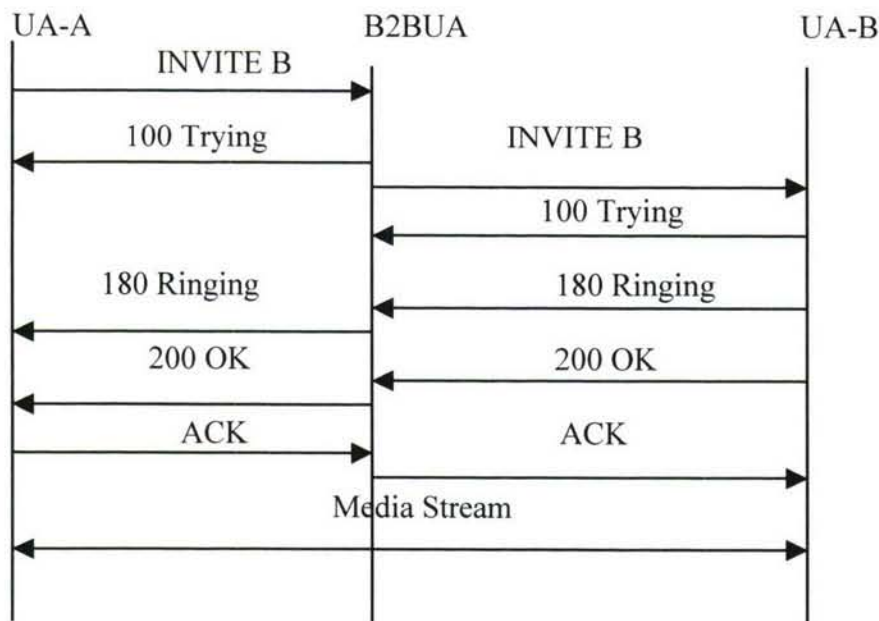 UA-A
B2BUA
UA-B
INVITE B
100 Trying
INVITE B
100 Trying
180 Ringing
180 Ringing
200 OK
200 OK
ACK
ACK
Media Stream